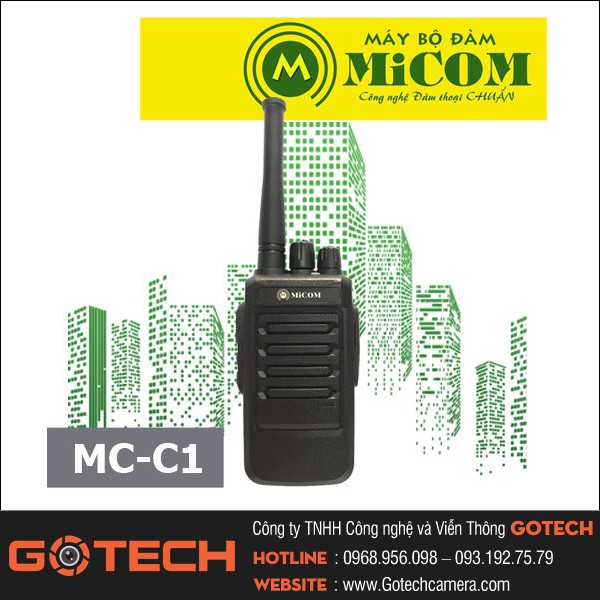 MÁY BỘ ĐÀM
MiCOM
Công nghệ Đàm thoại CHUẨN
MiCOM
MC-C1
GOTECH
Công ty TNHH Công nghệ và Viễn Thông GOTECH
HOTLINE : 0968.956.098 – 093.192.75.79
WEBSITE : www.Gotechcamera.com